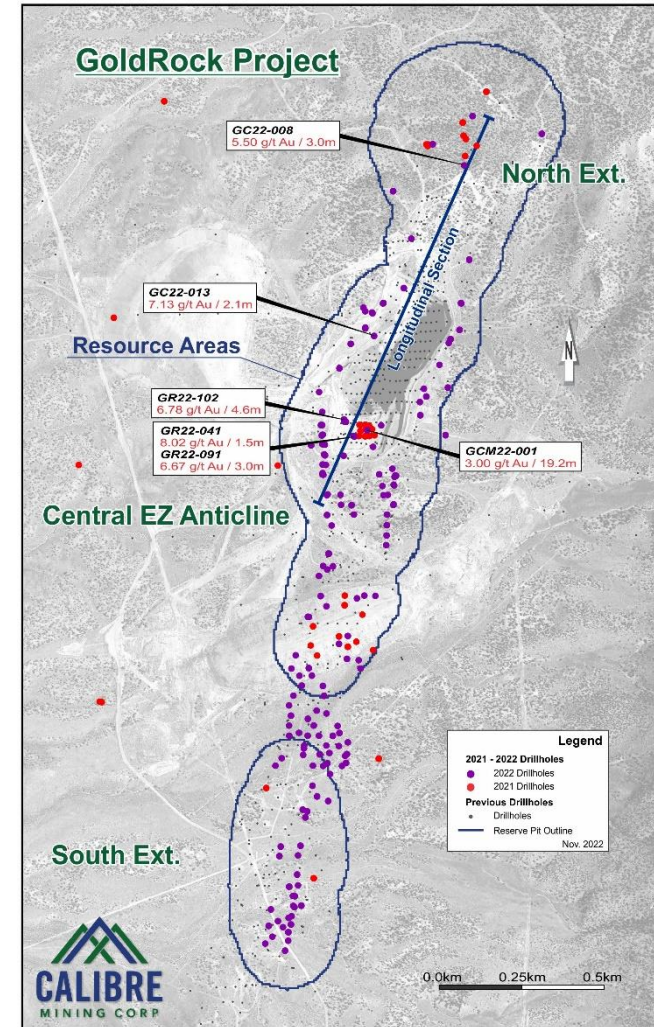 GoldRock Project
GC22-008
5.50 g/t Au / 3.0m
North Ext.
Longitudinal Section
GC22-013
7.13 g/t Au / 2.1m
N
Resource Areas
GR22-102
6.78 g/t Au / 4.6m
GR22-041
8.02 g/t Au / 1.5m
GR22-091
6.67 g/t Au / 3.0m
GCM22-001
3.00 g/t Au / 19.2m
Central EZ Anticline
Legend
2021 - 2022 Drillholes
2022 Drillholes
2021 Drillholes
Previous Drillholes
Drillholes
Reserve Pit Outline
Nov. 2022
South Ext.
CALIBRE
MINING CORP
0.0km 0.25km 0.5km